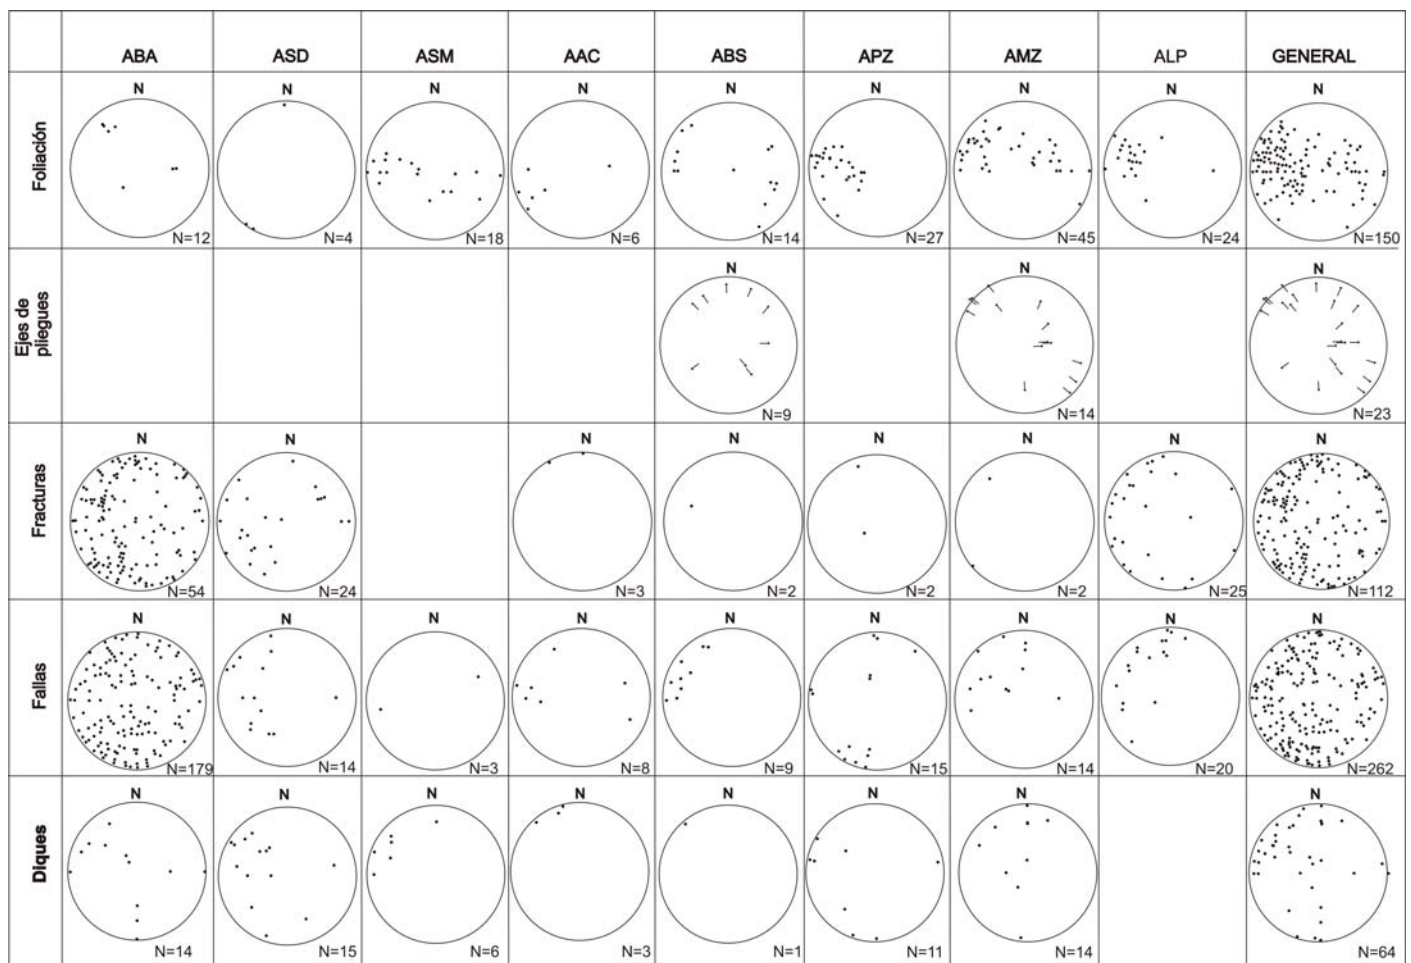 ABA ASD ASM AAC ABS APZ AMZ ALP GENERAL
Foliación
N N N N N N N N N
N=12 N=4 N=18 N=6 N=14 N=27 N=45 N=24 N=150
Ejes de
pliegues
N N N
N=9 N=14 N=23
Fracturas
N N N N N N N N
N=54 N=24 N=3 N=2 N=2 N=2 N=25 N=112
Fallas
N N N N N N N N N
N=179 N=14 N=3 N=8 N=9 N=15 N=14 N=20 N=262
Diques
N N N N N N N N
N=14 N=15 N=6 N=3 N=1 N=11 N=14 N=64